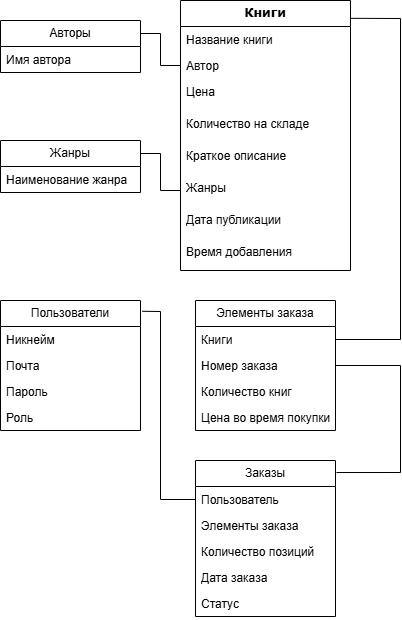 Авторы
Имя автора
Жанры
Наименование жанра
Книги
Название книги
Автор
Цена
Количество на складе
Краткое описание
Жанры
Дата публикации
Время добавления
Пользователи
Никнейм
Почта
Пароль
Роль
Элементы заказа
Книги
Номер заказа
Количество книг
Цена во время покупки
Заказы
Пользователь
Элементы заказа
Количество позиций
Дата заказа
Статус